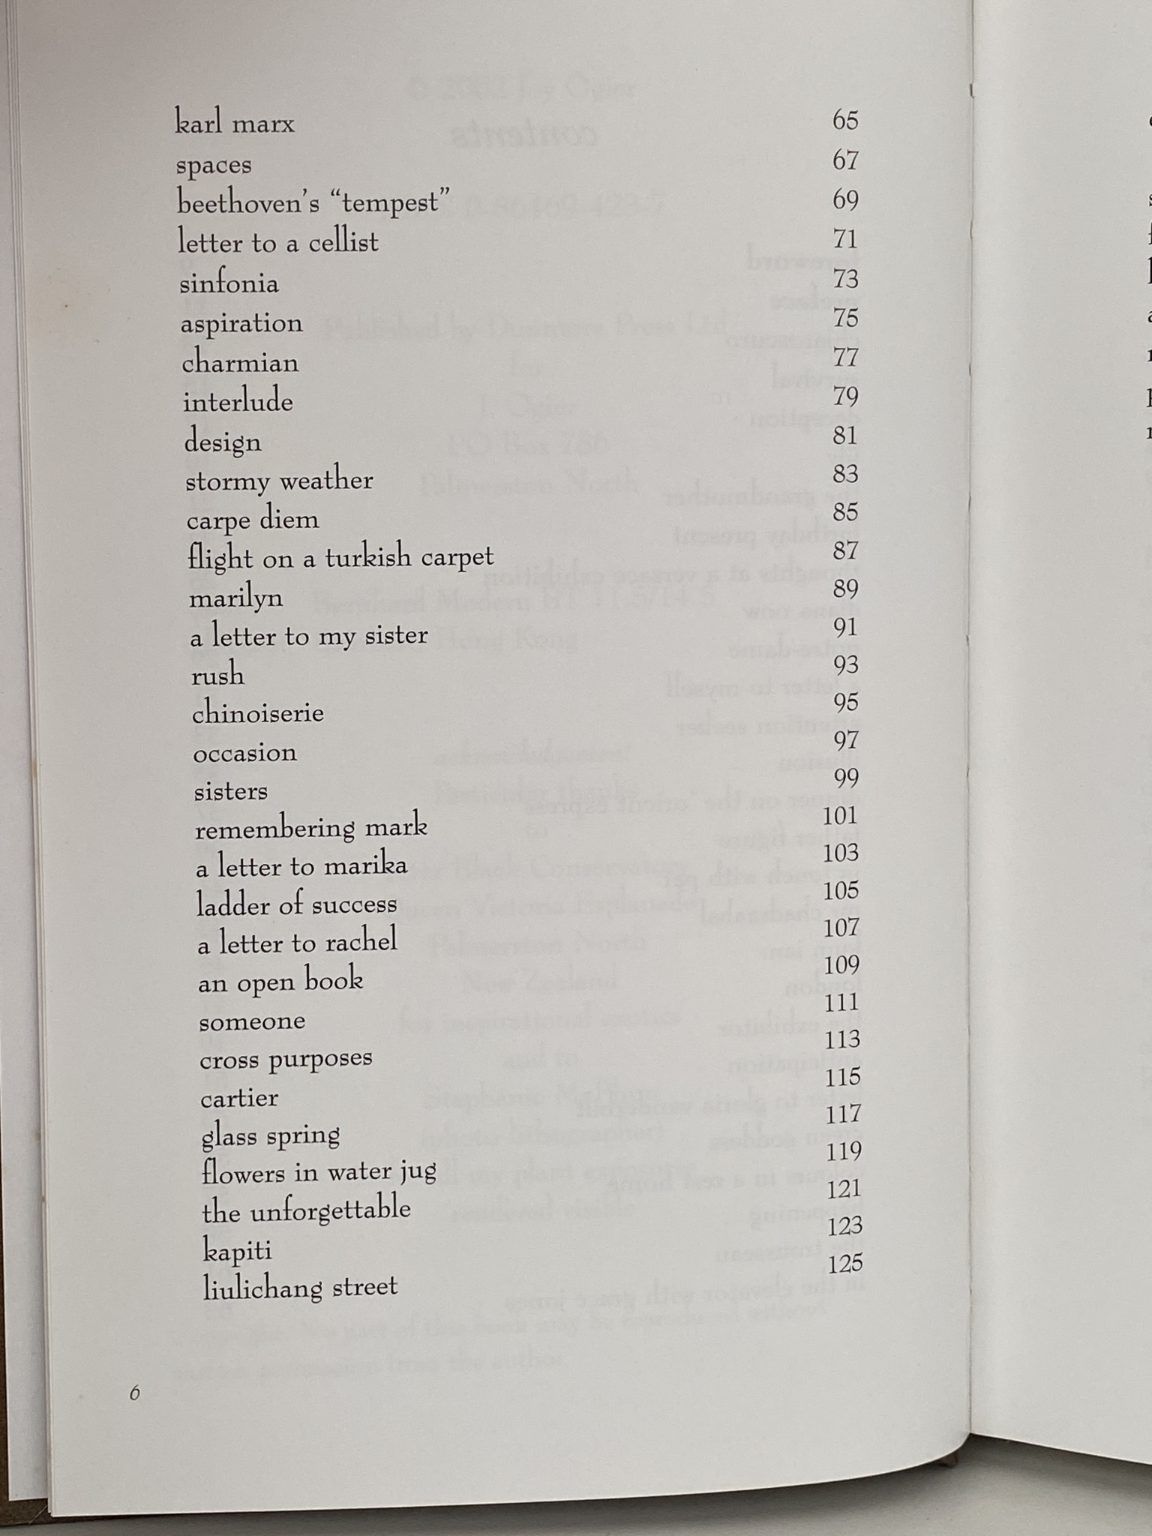 karl marx 65
spaces 67
beethoven's “tempest” 69
letter to a cellist 71
sinfonia 73
aspiration 75
charmian 77
interlude 79
design 81
stormy weather 83
carpe diem 85
flight on a turkish carpet 87
marilyn 89
a letter to my sister 91
rush 93
chinoiserie 95
occasion 97
sisters 99
remembering mark 101
a letter to marika 103
ladder of success 105
a letter to rachel 107
an open book 109
someone 111
cross purposes 113
cartier 115
glass spring 117
flowers in water jug 119
the unforgettable 121
kapiti 123
liulichang street 125
6